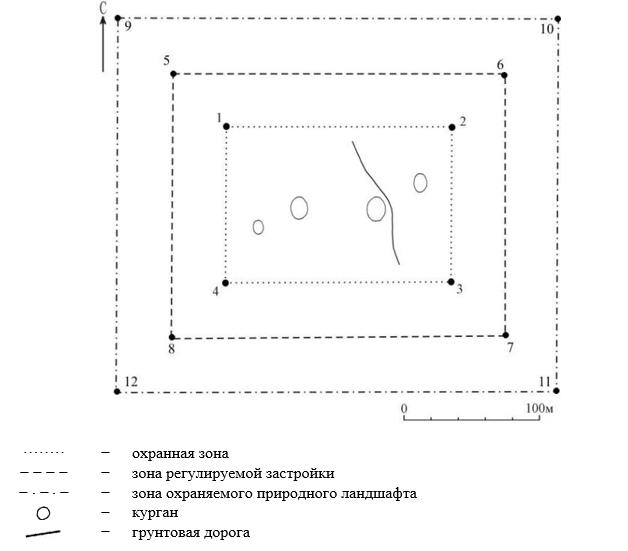 С
9
10
5
6
1
2
4
3
8
7
12
11
0
100м
– охранная зона
– зона регулируемой застройки
– зона охраняемого природного ландшафта
– курган
– грунтовая дорога